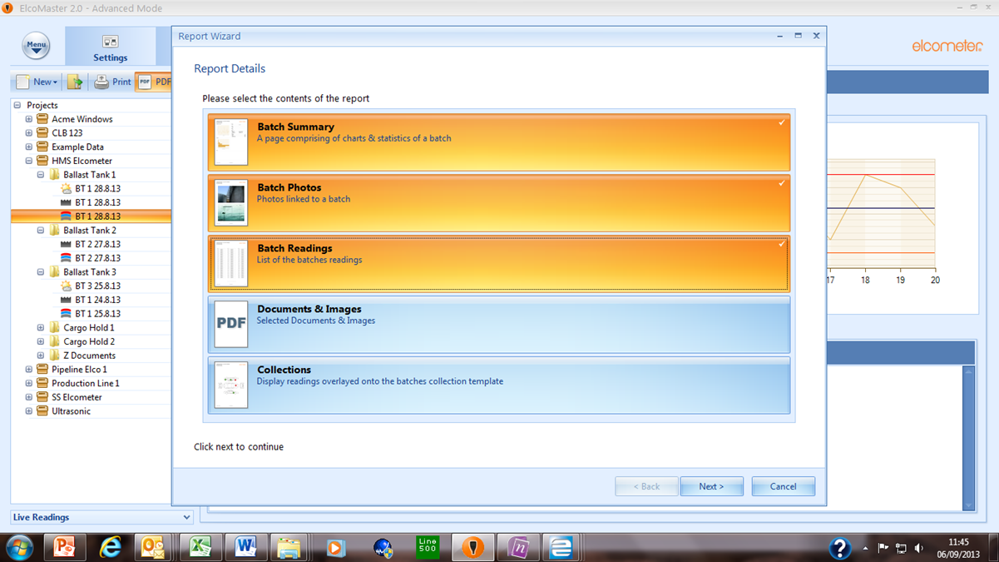 ElcoMaster 2.0 - Advanced Mode
Menu
Settings
elcometer
New
Print
PDF
PDF
Projects
Acme Windows
CLB 123
Example Data
HMS Elcometer
Ballast Tank 1
BT 1 28.8.13
BT 1 28.8.13
BT 1 28.8.13
Ballast Tank 2
BT 2 27.8.13
BT 2 27.8.13
Ballast Tank 3
BT 3 25.8.13
BT 1 24.8.13
BT 1 25.8.13
Cargo Hold 1
Cargo Hold 2
Z Documents
Pipeline Elco 1
Production Line 1
SS Elcometer
Ultrasonic
Live Readings
Report Wizard
Report Details
Please select the contents of the report
Batch Summary
A page comprising of charts & statistics of a batch
Batch Photos
Photos linked to a batch
Batch Readings
List of the batches readings
PDF
Documents & Images
Selected Documents & Images
Collections
Display readings overlayed onto the batches collection template
Click next to continue
< Back
Next >
Cancel
17 18 19 20
Line
500
11:45
06/09/2013